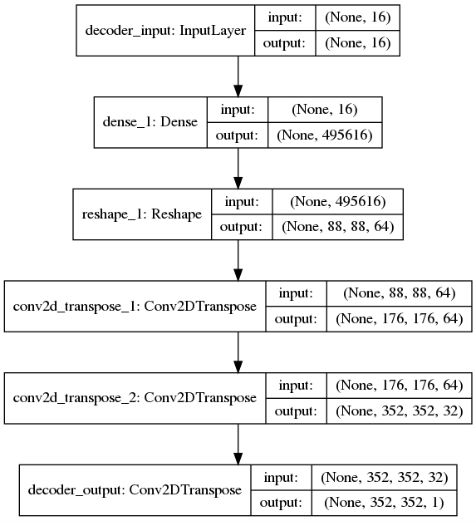 decoder_input: InputLayer input: (None, 16)
output: (None, 16)
dense_1: Dense input: (None, 16)
output: (None, 495616)
reshape_1: Reshape input: (None, 495616)
output: (None, 88, 88, 64)
conv2d_transpose_1: Conv2DTranspose input: (None, 88, 88, 64)
output: (None, 176, 176, 64)
conv2d_transpose_2: Conv2DTranspose input: (None, 176, 176, 64)
output: (None, 352, 352, 32)
decoder_output: Conv2DTranspose input: (None, 352, 352, 32)
output: (None, 352, 352, 1)